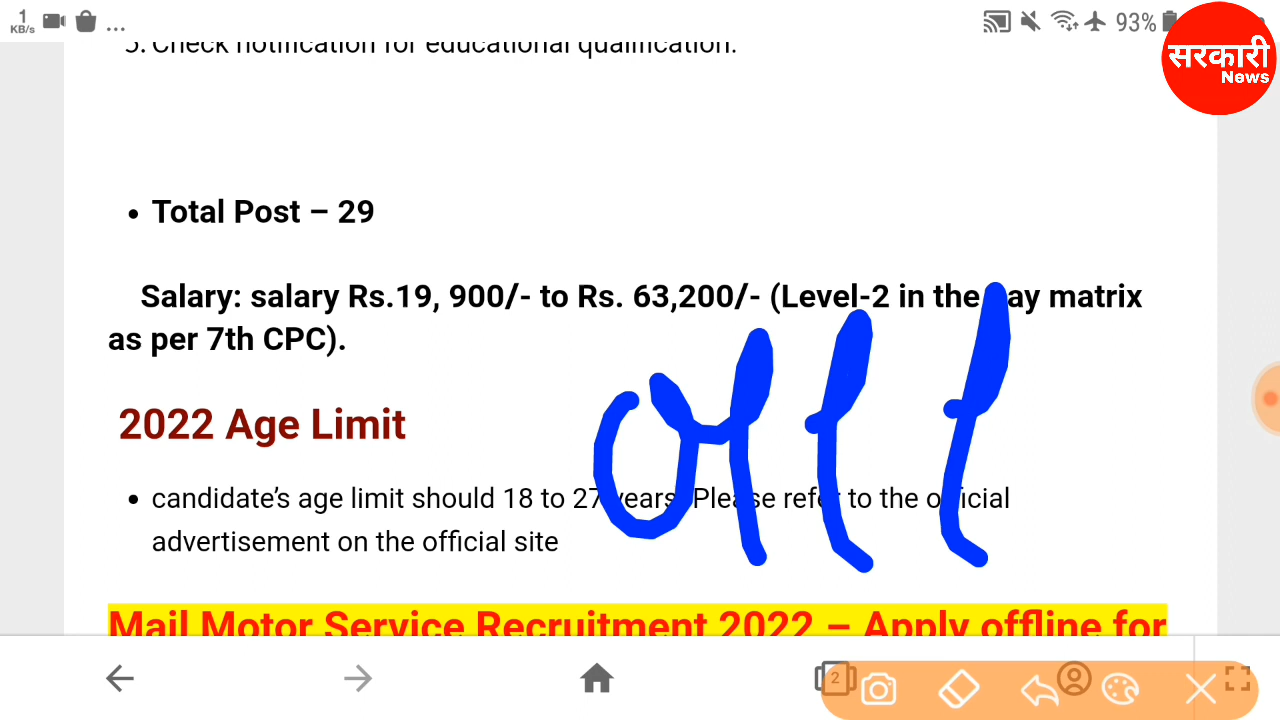 1
KB/s
...
93%
सरकारी
News
5. Check notification for educational qualification.
• Total Post – 29
Salary: salary Rs.19, 900/- to Rs. 63,200/- (Level-2 in the pay matrix
as per 7th CPC).
2022 Age Limit
• candidate's age limit should 18 to 27 years. Please refer to the official
advertisement on the official site
Mail Motor Service Recruitment 2022 – Apply offline for
2